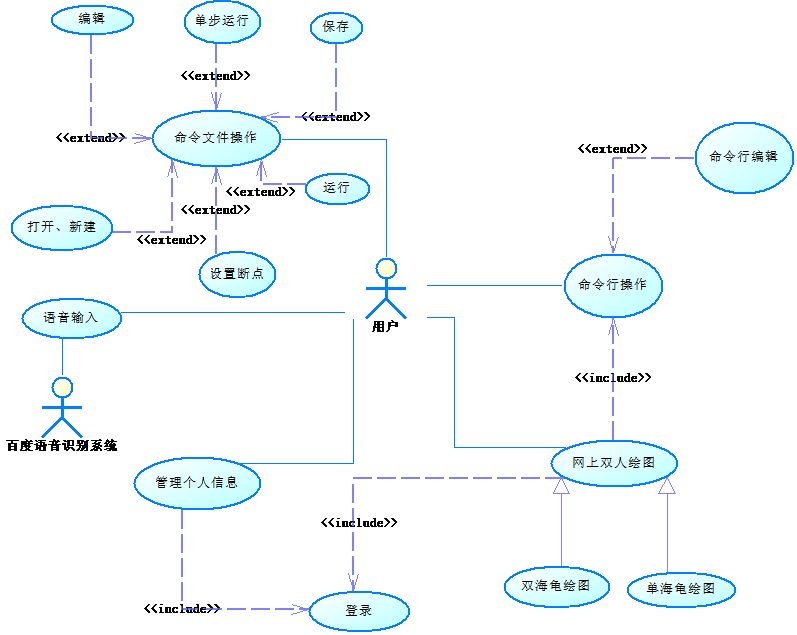 编辑
单步运行
保存
<<extend>>
<<extend>>
<<extend>>
命令文件操作
<<extend>>
命令行编辑
运行
<<extend>>
<<extend>>
打开、新建
<<extend>>
设置断点
命令行操作
语音输入
用户
<<include>>
百度语音识别系统
网上双人绘图
管理个人信息
<<include>>
双海龟绘图
单海龟绘图
<<include>>
登录